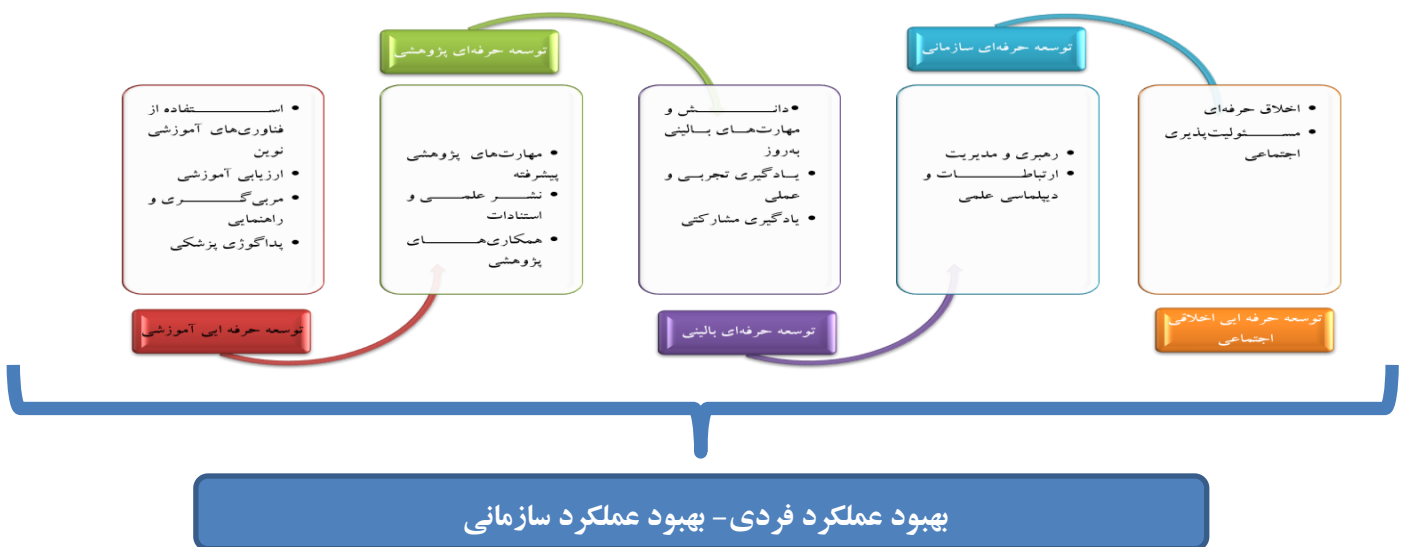 توسعه حرفه‌ای پژوهشی
توسعه حرفه‌ای سازمانی
• استفاده از
فناوری‌های آموزشی
نوین
• ارزیابی آموزشی
• مربی‌گری و
راهنمایی
• پداگوژی پزشکی
• مهارت‌های پژوهشی
پیشرفته
• نشر علمی و
استنادات
• همکاری‌های
پژوهشی
• دانش و
مهارت‌های بالینی
به‌روز
• یادگیری تجربی و
عملی
• یادگیری مشارکتی
• رهبری و مدیریت
• ارتباطات و
دیپلماسی علمی
• اخلاق حرفه‌ای
• مسئولیت‌پذیری
اجتماعی
توسعه حرفه ایی آموزشی
توسعه حرفه‌ای بالینی
توسعه حرفه ایی اخلاقی
اجتماعی
بهبود عملکرد فردی- بهبود عملکرد سازمانی